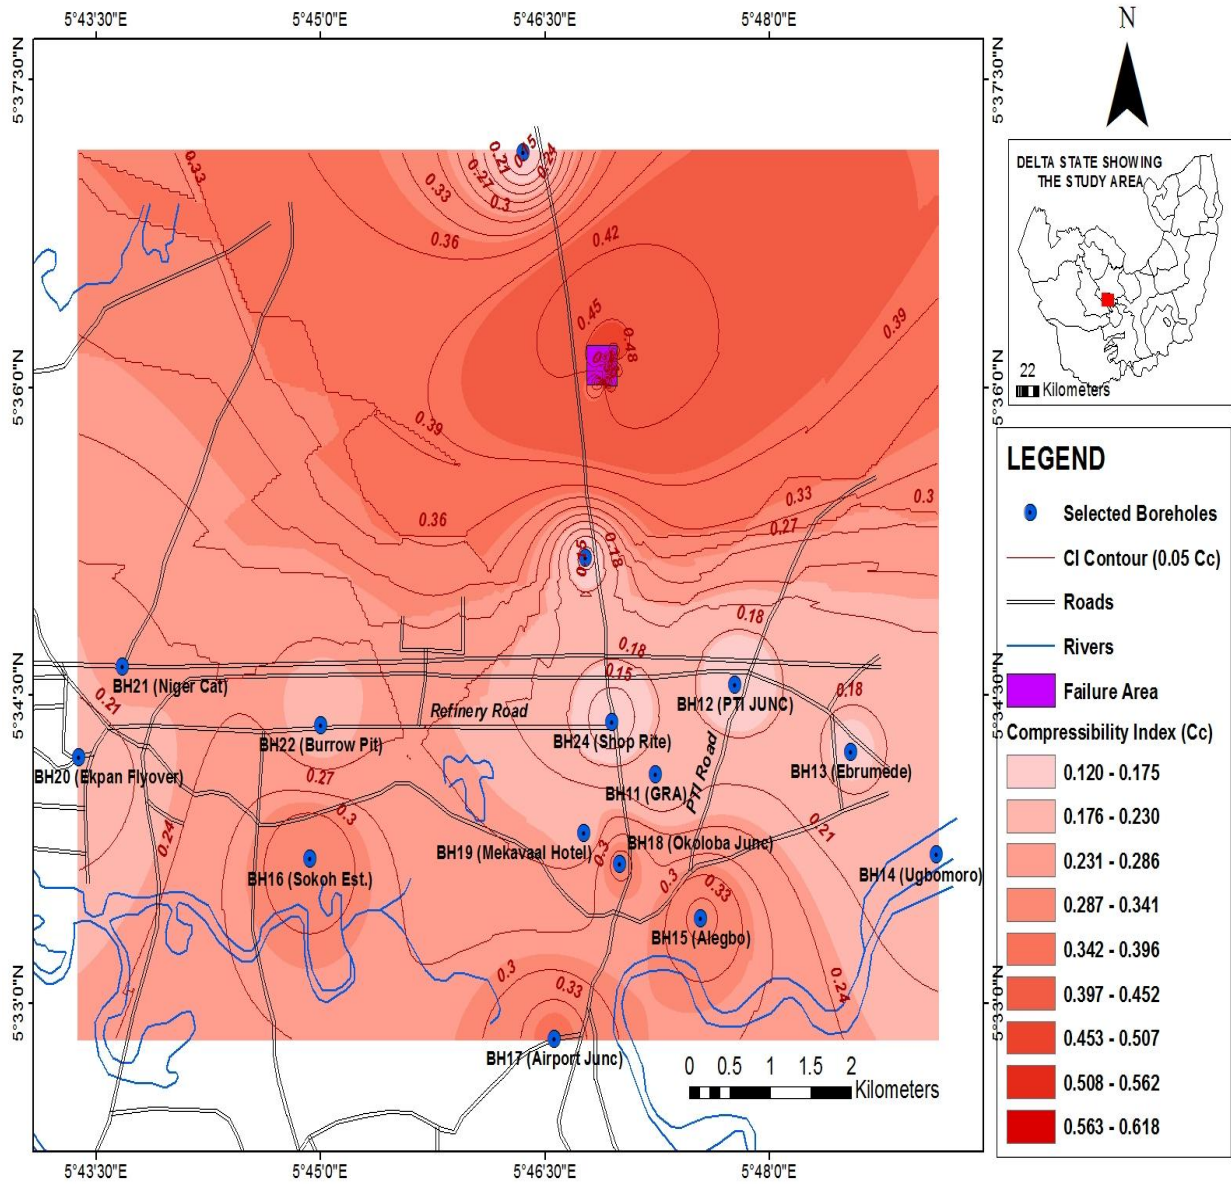 5°43'30"E 5°45'0"E 5°46'30"E 5°48'0"E
N
5°37'30"N 5°37'30"N
DELTA STATE SHOWING
THE STUDY AREA
22
Kilometers
0.33
0.21
0.24
0.27
0.33
0.3
0.36
0.42
0.45
0.48
0.39
5°36'0"N 5°36'0"N
0.39
0.36
0.33
0.3
0.27
0.18
0.18
0.18
0.15
0.18
0.21
BH21 (Niger Cat)
BH12 (PTI JUNC)
5°34'30"N 5°34'30"N
Refinery Road
BH22 (Burrow Pit)
BH24 (Shop Rite)
PTI Road
BH20 (Ekpan Flyover)
BH13 (Ebrumede)
BH11 (GRA)
0.27
0.3
0.24
0.21
BH19 (Mekavaal Hotel)
BH18 (Okoloba Junc)
BH16 (Sokoh Est.)
BH14 (Ugbomoro)
0.3
0.3
0.33
BH15 (Alegbo)
0.3
0.33
0.24
5°33'0"N 5°33'0"N
BH17 (Airport Junc)
0 0.5 1 2
Kilometers
5°43'30"E 5°45'0"E 5°46'30"E 5°48'0"E
LEGEND
Selected Boreholes
CI Contour (0.05 Cc)
Roads
Rivers
Failure Area
Compressibility Index (Cc)
0.120 - 0.175
0.176 - 0.230
0.231 - 0.286
0.287 - 0.341
0.342 - 0.396
0.397 - 0.452
0.453 - 0.507
0.508 - 0.562
0.563 - 0.618